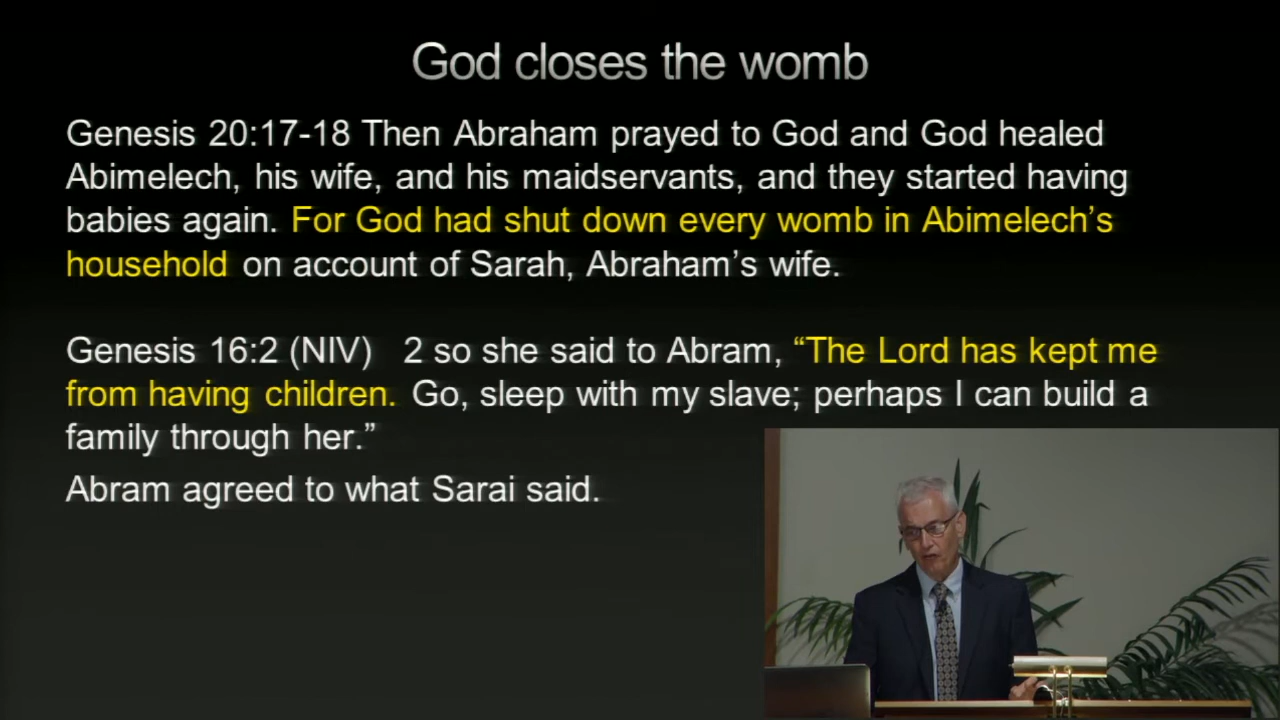 God closes the womb
Genesis 20:17-18 Then Abraham prayed to God and God healed
Abimelech, his wife, and his maidservants, and they started having
babies again. For God had shut down every womb in Abimelech’s
household on account of Sarah, Abraham’s wife.
Genesis 16:2 (NIV)   2 so she said to Abram, “The Lord has kept me
from having children. Go, sleep with my slave; perhaps I can build a
family through her.”
Abram agreed to what Sarai said.